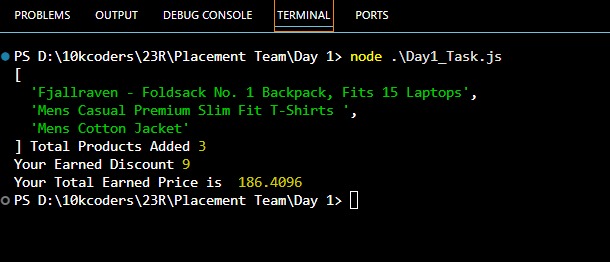 PROBLEMS OUTPUT DEBUG CONSOLE TERMINAL PORTS
PS D:\10kcoders\23R\Placement Team\Day 1> node .\Day1_Task.js
[
  'Fjallraven - Foldsack No. 1 Backpack, Fits 15 Laptops',
  'Mens Casual Premium Slim Fit T-Shirts ',
  'Mens Cotton Jacket'
] Total Products Added 3
Your Earned Discount 9
Your Total Earned Price is  186.4096
PS D:\10kcoders\23R\Placement Team\Day 1>